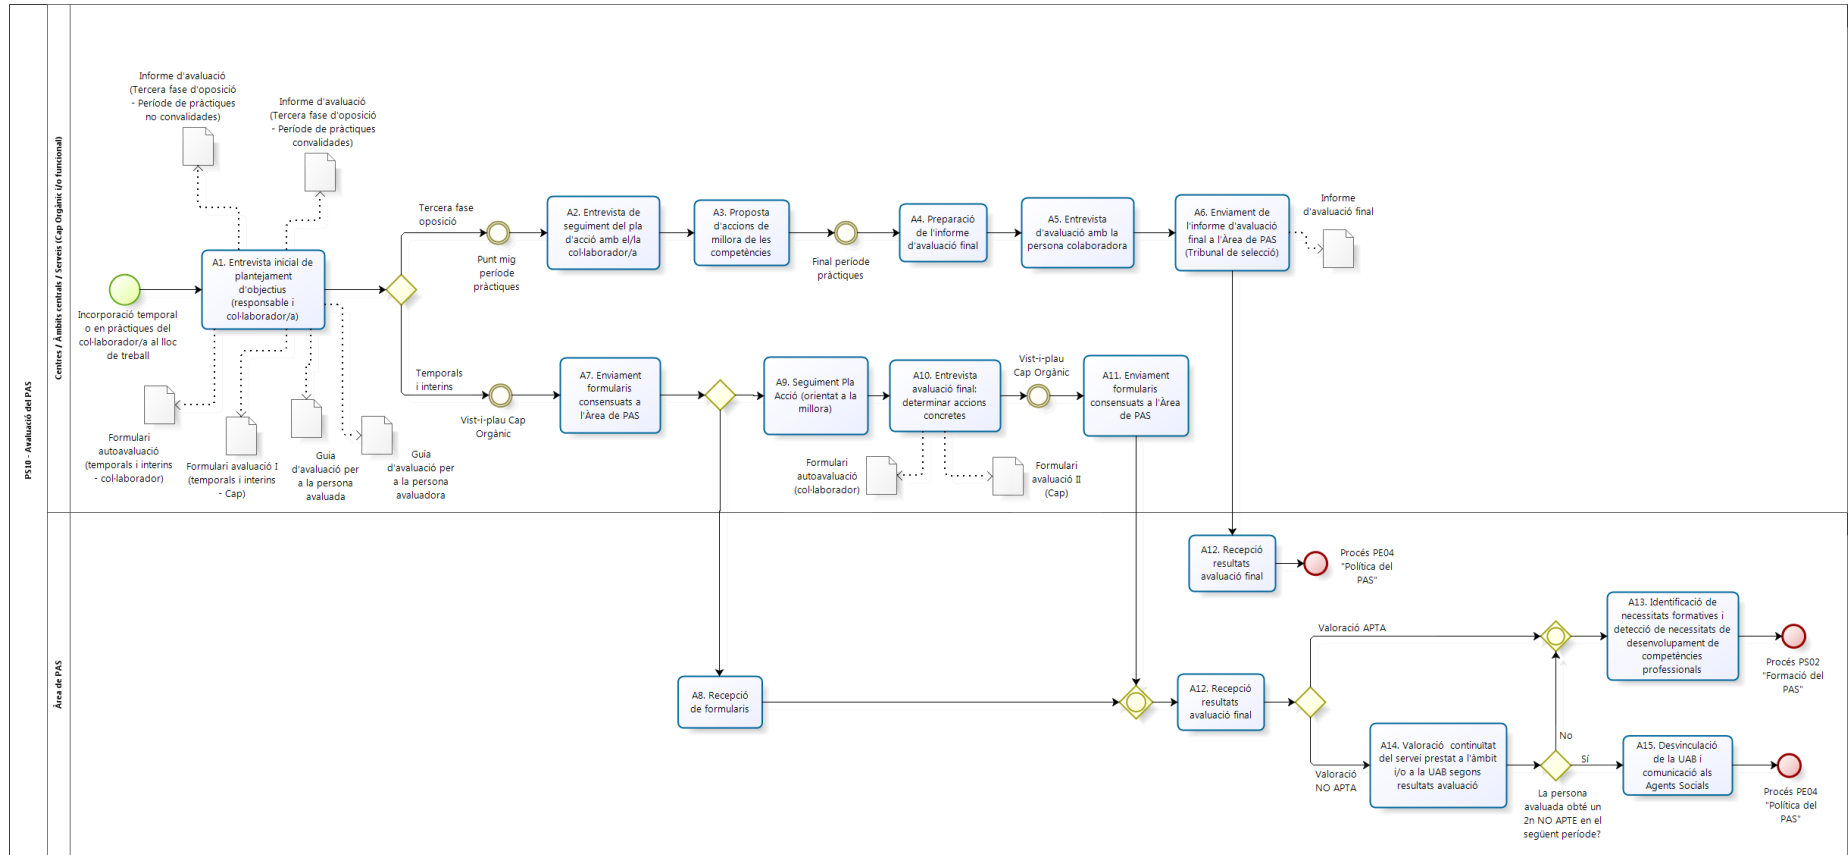 PS10 - Avaluació del PAS
Centres / Àmbits centrals / Serveis (Cap Orgànic i/o funcional)
Informe d'avaluació
(Tercera fase d'oposició
- Període de pràctiques
no convalidades)
Informe d'avaluació
(Tercera fase d'oposició
- Període de pràctiques
convalidades)
Incorporació temporal
o en pràctiques del
col·laborador/a al lloc
de treball
A1. Entrevista inicial de
plantejament
d'objectius
(responsable i
col·laborador/a)
Formulari
autoavaluació
(temporals i interins
- col·laborador)
Formulari avaluació I
(temporals i interins
- Cap)
Guia
d'avaluació per
a la persona
avaluada
Guia
d'avaluació per
a la persona
avaluadora
Tercera fase
oposició
Punt mig
període
pràctiques
A2. Entrevista de
seguiment del pla
d'acció amb el/la
col·laborador/a
A3. Proposta
d'accions de
millora de les
competències
Final període
pràctiques
A4. Preparació
de l'informe
d'avaluació final
A5. Entrevista
d'avaluació amb la
persona colaboradora
A6. Enviament de
l'informe d'avaluació
final a l'Àrea de PAS
(Tribunal de selecció)
Informe
d'avaluació final
Temporals
i interins
Vist-i-plau Cap
Orgànic
A7. Enviament
formularis
consensuats a
l'Àrea de PAS
A9. Seguiment Pla
Acció (orientat a la
millora)
A10. Entrevista
avaluació final:
determinar accions
concretes
Vist-i-plau
Cap Orgànic
A11. Enviament
formularis
consensuats a l'Àrea
de PAS
Formulari
autoavaluació
(col·laborador)
Formulari
avaluació II
(Cap)
Àrea de PAS
A12. Recepció
resultats
avaluació final
Procés PE04
"Política del
PAS"
A8. Recepció
de formularis
A12. Recepció
resultats
avaluació final
Valoració APTA
Valoració
NO APTA
A13. Identificació de
necessitats formatives i
detecció de necessitats de
desenvolupament de
competències
professionals
Procés PS02
"Formació del
PAS"
A14. Valoració continuïtat
del servei prestat a l'àmbit
i/o a la UAB segons
resultats avaluació
No
Sí
La persona
avaluada obté un
2n NO APTE en el
següent període?
A15. Desvinculació
de la UAB i
comunicació als
Agents Socials
Procés PE04
"Política del
PAS"